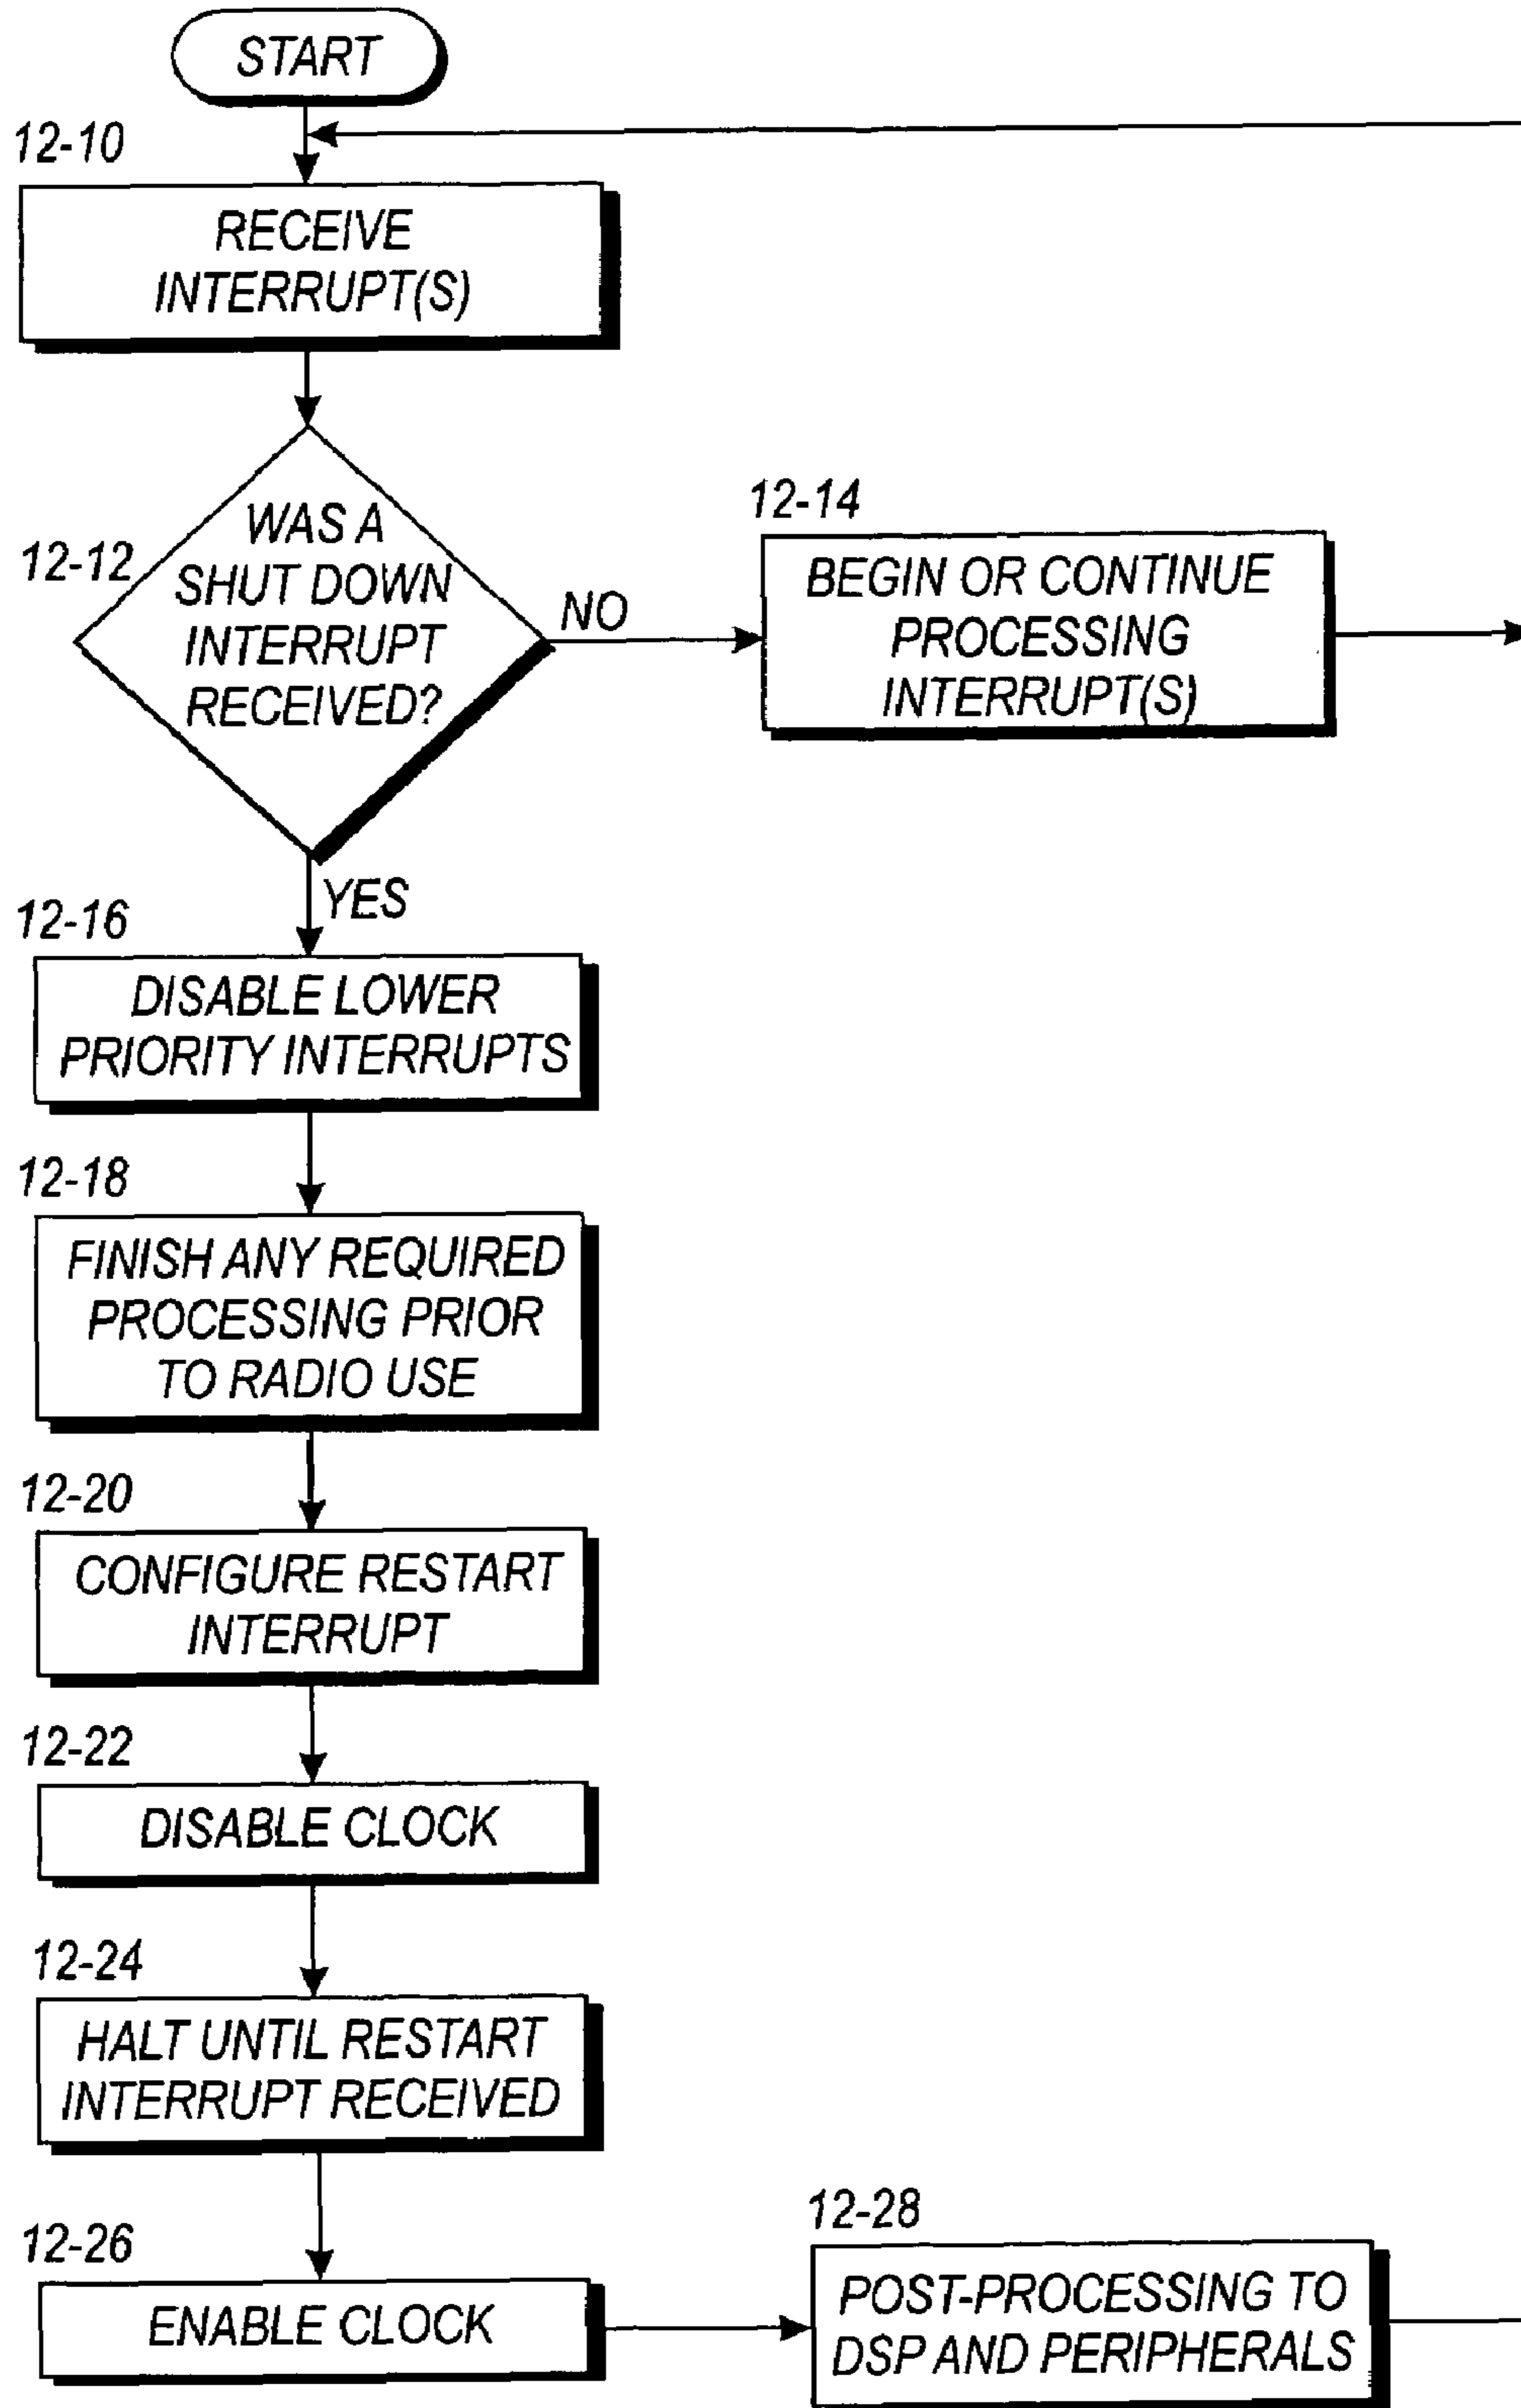 START
12-10
RECEIVE
INTERRUPT(S)
12-12
WAS A
SHUT DOWN
INTERRUPT
RECEIVED?
NO
12-14
BEGIN OR CONTINUE
PROCESSING
INTERRUPT(S)
YES
12-16
DISABLE LOWER
PRIORITY INTERRUPTS
12-18
FINISH ANY REQUIRED
PROCESSING PRIOR
TO RADIO USE
12-20
CONFIGURE RESTART
INTERRUPT
12-22
DISABLE CLOCK
12-24
HALT UNTIL RESTART
INTERRUPT RECEIVED
12-26
ENABLE CLOCK
12-28
POST-PROCESSING TO
DSP AND PERIPHERALS